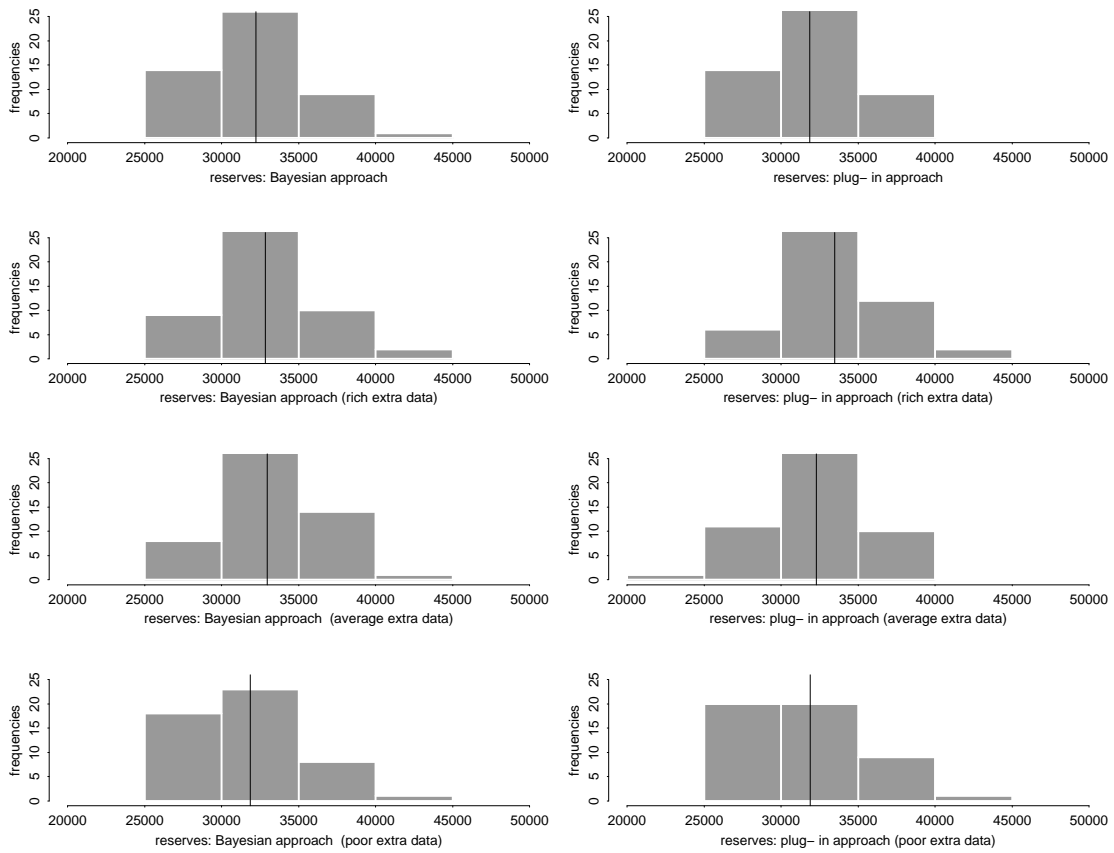 frequencies
0 5 10 15 20 25
20000 25000 30000 35000 40000 45000 50000
reserves: Bayesian approach
frequencies
0 5 10 15 20 25
20000 25000 30000 35000 40000 45000 50000
reserves: plug− in approach
frequencies
0 5 10 15 20 25
20000 25000 30000 35000 40000 45000 50000
reserves: Bayesian approach (rich extra data)
frequencies
0 5 10 15 20 25
20000 25000 30000 35000 40000 45000 50000
reserves: plug− in approach (rich extra data)
frequencies
0 5 10 15 20 25
20000 25000 30000 35000 40000 45000 50000
reserves: Bayesian approach (average extra data)
frequencies
0 5 10 15 20 25
20000 25000 30000 35000 40000 45000 50000
reserves: plug− in approach (average extra data)
frequencies
0 5 10 15 20 25
20000 25000 30000 35000 40000 45000 50000
reserves: Bayesian approach (poor extra data)
frequencies
0 5 10 15 20 25
20000 25000 30000 35000 40000 45000 50000
reserves: plug− in approach (poor extra data)